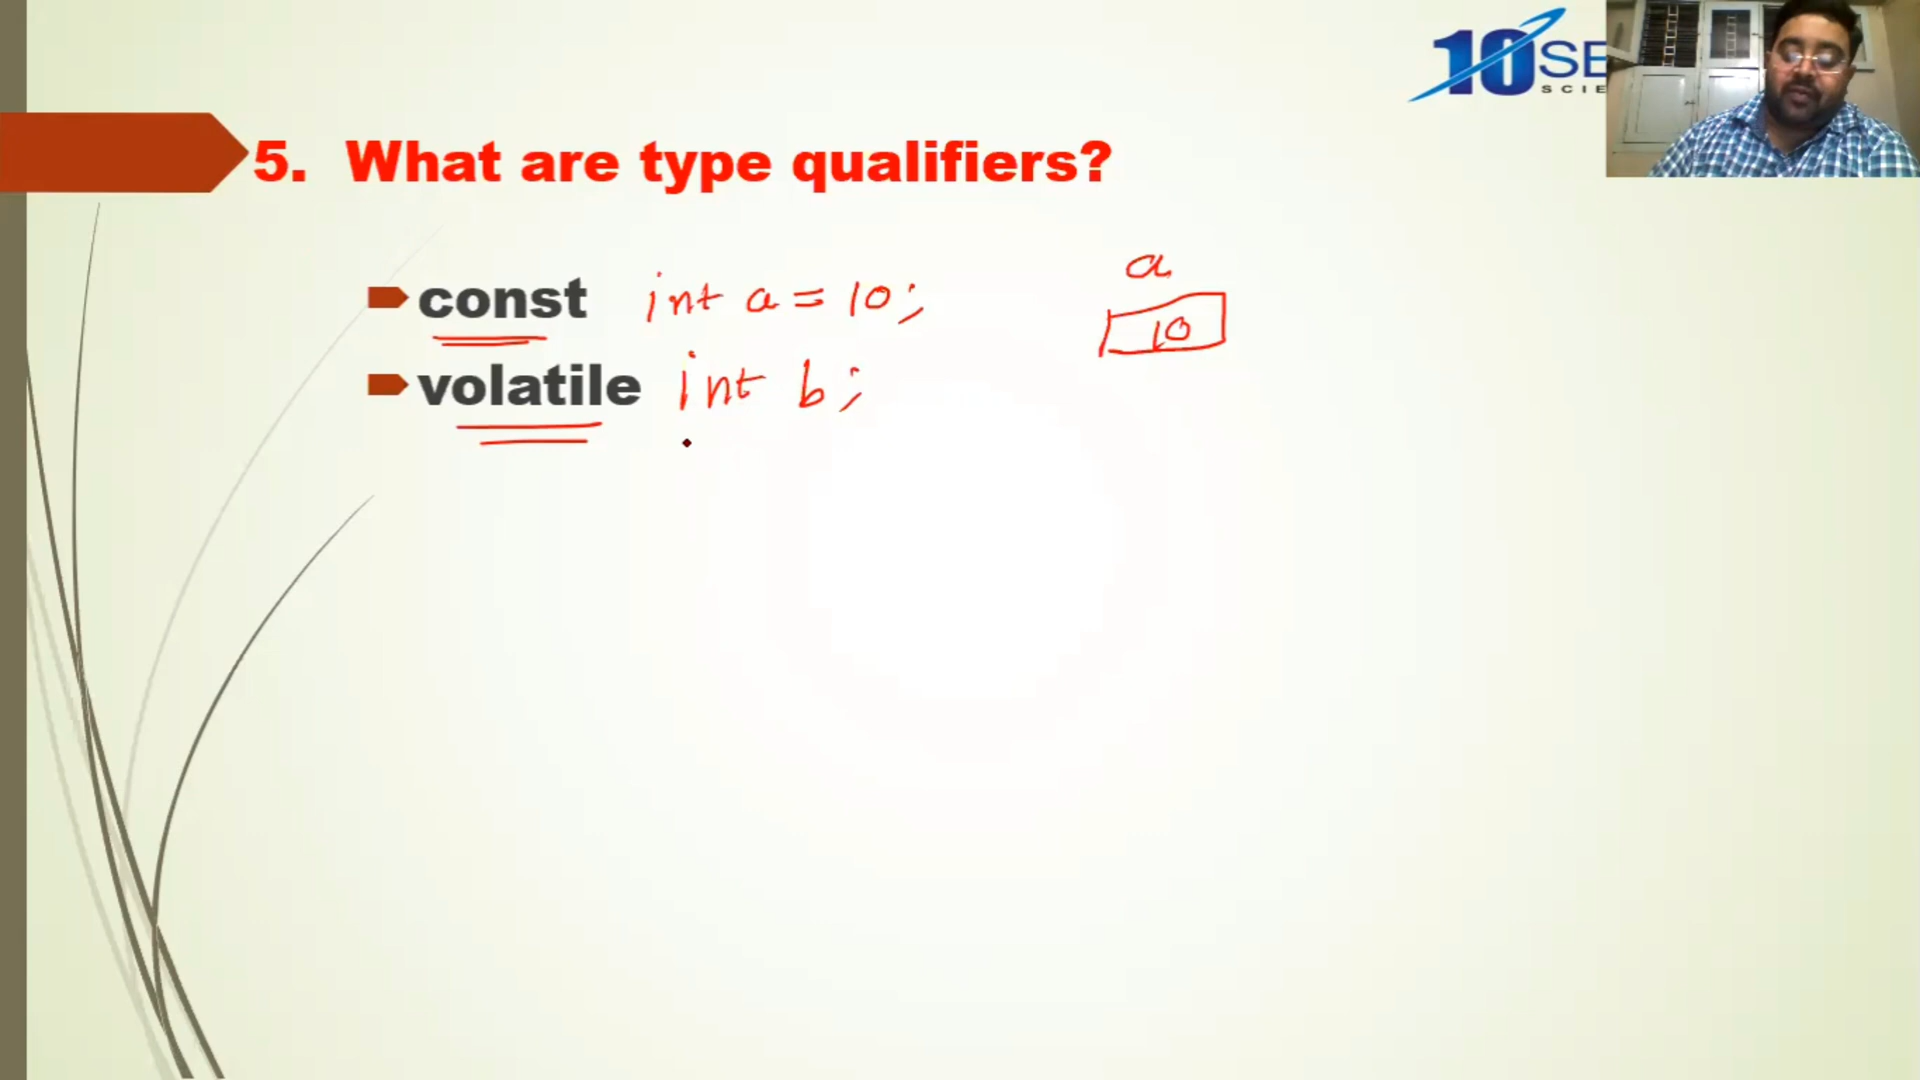 10SE
SCIE
5. What are type qualifiers?
const int a = 10;
a
10
volatile int b;